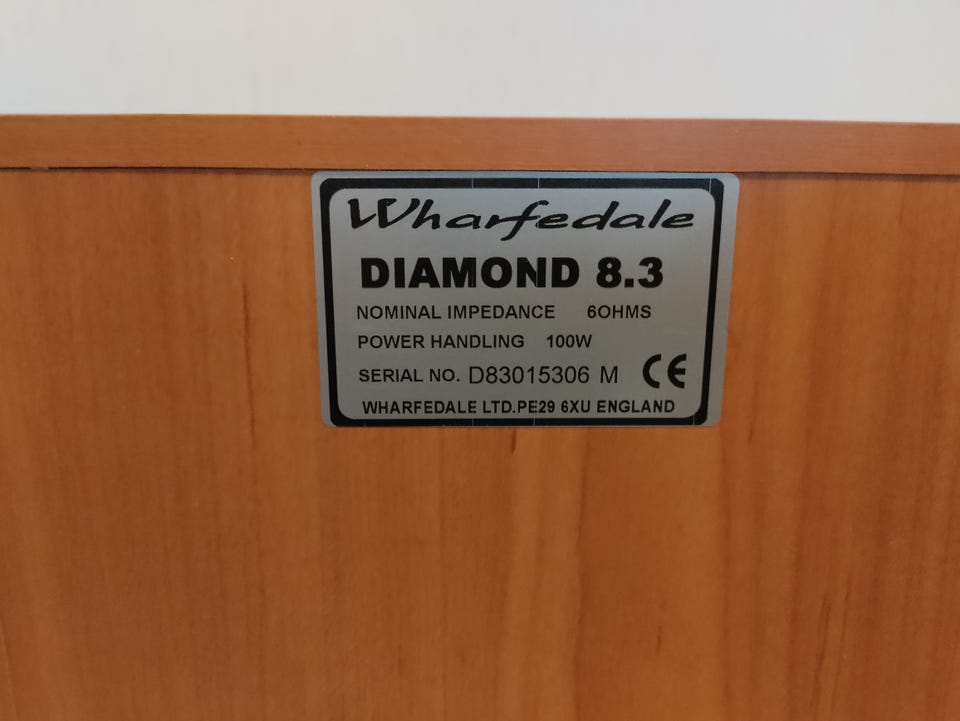 Wharfedale
DIAMOND 8.3
NOMINAL IMPEDANCE 6OHMS
POWER HANDLING 100W
SERIAL NO. D83015306 M CE
WHARFEDALE LTD.PE29 6XU ENGLAND